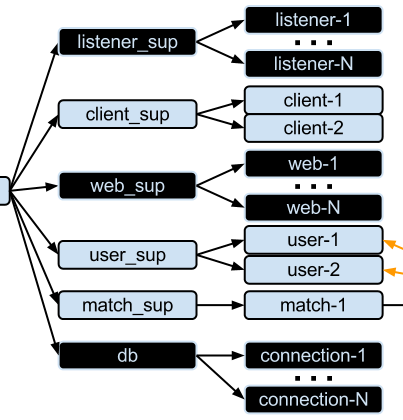 listener_sup
listener-1
. . .
listener-N
client_sup
client-1
client-2
web_sup
web-1
. . .
web-N
user_sup
user-1
user-2
match_sup
match-1
db
connection-1
. . .
connection-N